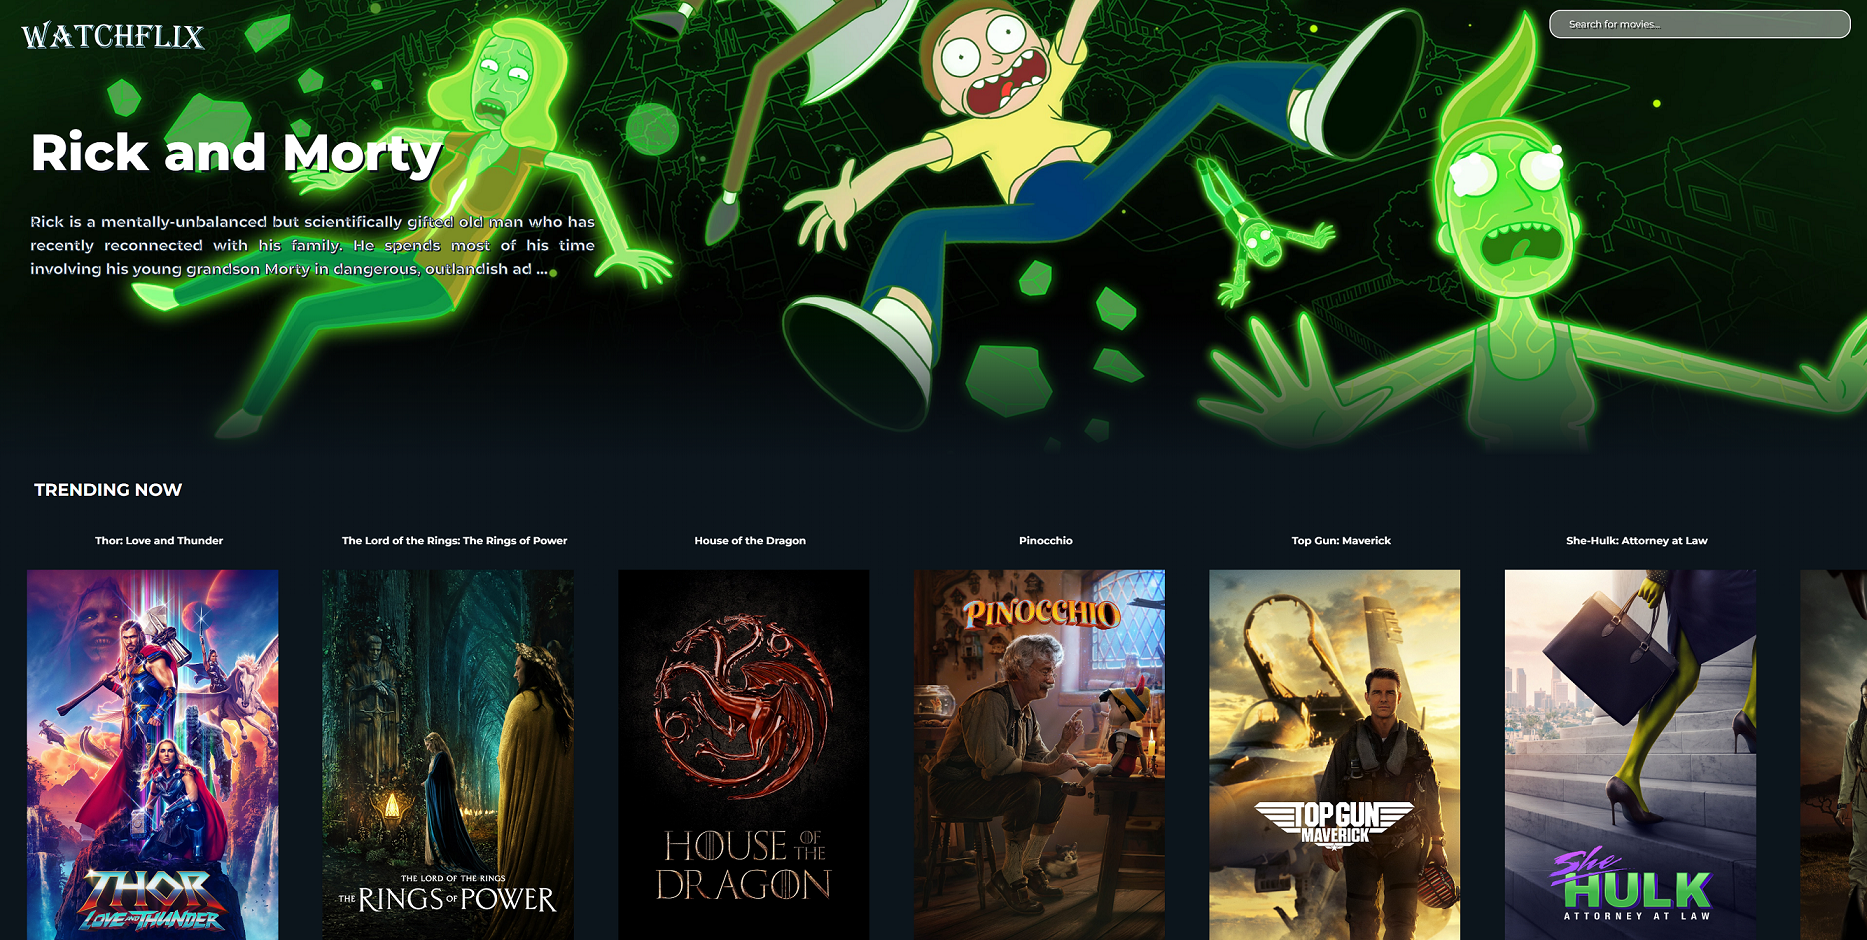 WATCHFLIX
Search for movies...
Rick and Morty
Rick is a mentally-unbalanced but scientifically gifted old man who has
recently reconnected with his family. He spends most of his time
involving his young grandson Morty in dangerous, outlandish ad ...
TRENDING NOW
Thor: Love and Thunder
The Lord of the Rings: The Rings of Power
House of the Dragon
Pinocchio
Top Gun: Maverick
She-Hulk: Attorney at Law
THOR
LOVE AND THUNDER
THE LORD OF THE RINGS
THE RINGS OF POWER
HOUSE OF THE
DRAGON
PINOCCHIO
TOP GUN
MAVERICK
She
HULK
ATTORNEY AT LAW